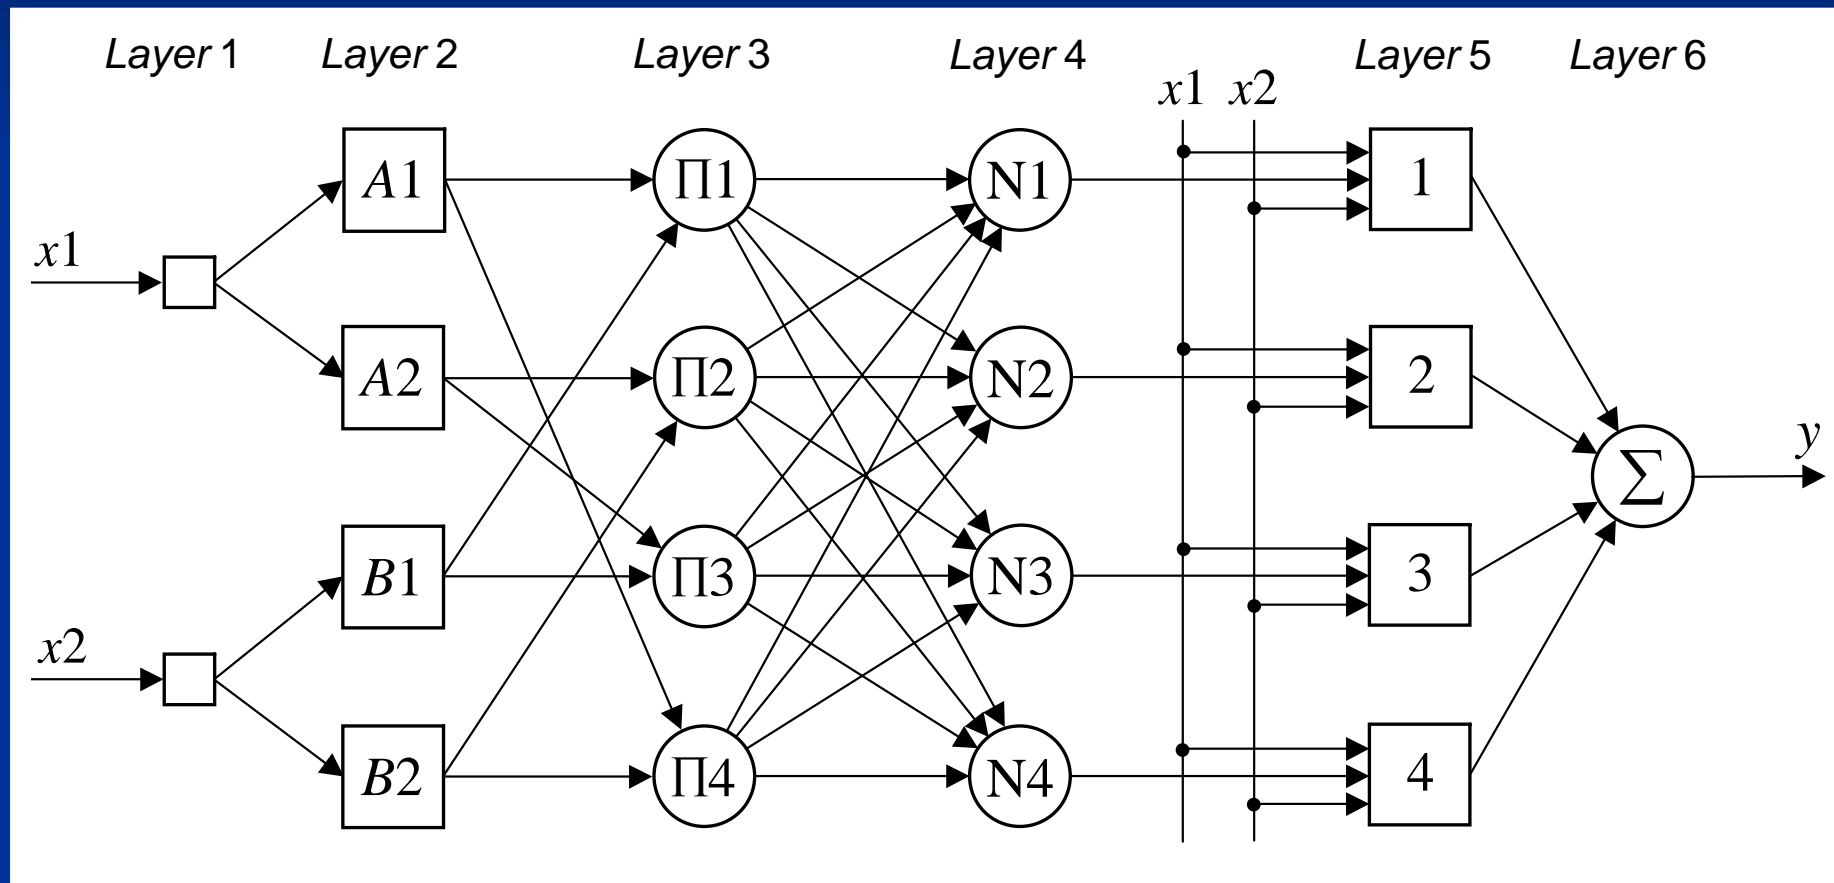 Layer 1 Layer 2 Layer 3 Layer 4 Layer 5 Layer 6
x1 x2
A1 Π1 N1 1
x1
A2 Π2 N2 2
y
Σ
B1 Π3 N3 3
x2
B2 Π4 N4 4